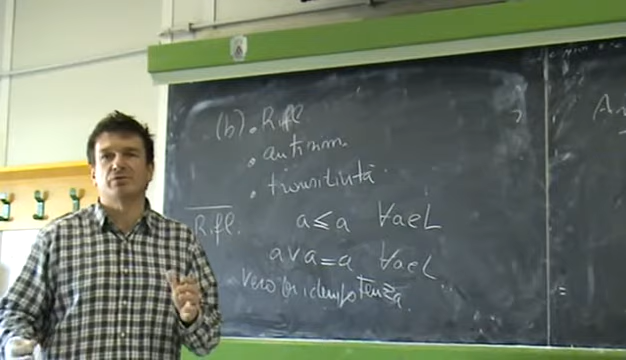 (b) • Rifl
• antisimm.
• transitività
Rifl. a ≤ a ∀a∈L
a ∨ a = a ∀a∈L
vero per idempotenza.
=